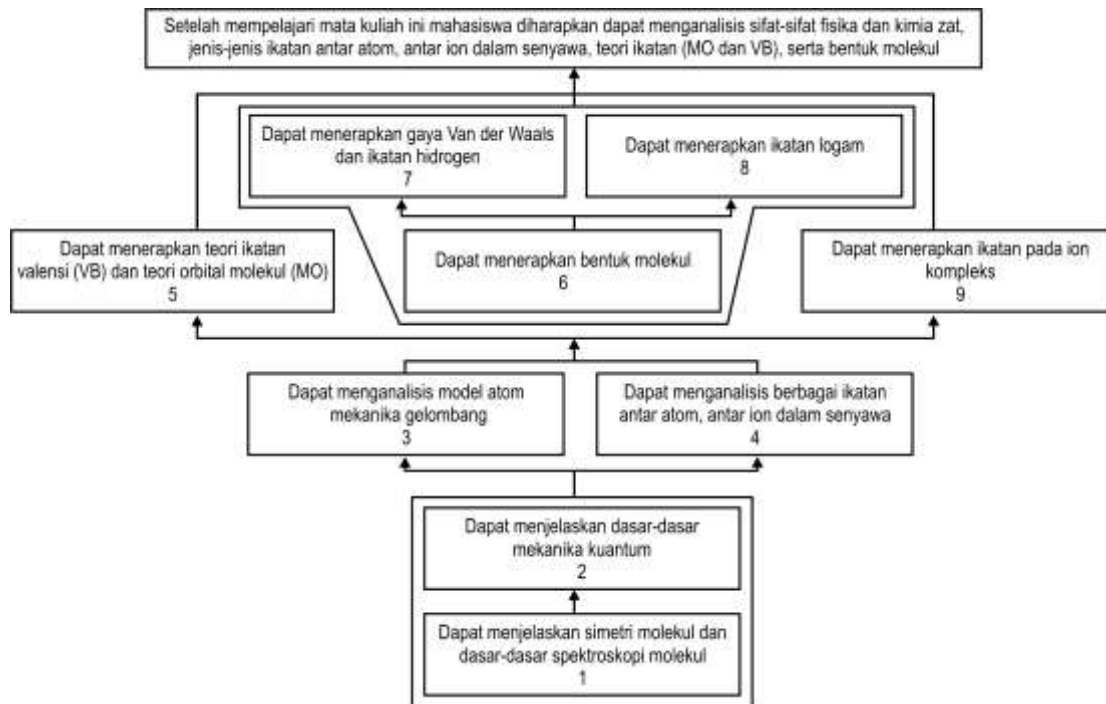 Setelah mempelajari mata kuliah ini mahasiswa diharapkan dapat menganalisis sifat-sifat fisika dan kimia zat,
jenis-jenis ikatan antar atom, antar ion dalam senyawa, teori ikatan (MO dan VB), serta bentuk molekul
Dapat menerapkan gaya Van der Waals
dan ikatan hidrogen
7
Dapat menerapkan ikatan logam
8
Dapat menerapkan teori ikatan
valensi (VB) dan teori orbital molekul (MO)
5
Dapat menerapkan bentuk molekul
6
Dapat menerapkan ikatan pada ion
kompleks
9
Dapat menganalisis model atom
mekanika gelombang
3
Dapat menganalisis berbagai ikatan
antar atom, antar ion dalam senyawa
4
Dapat menjelaskan dasar-dasar
mekanika kuantum
2
Dapat menjelaskan simetri molekul dan
dasar-dasar spektroskopi molekul
1